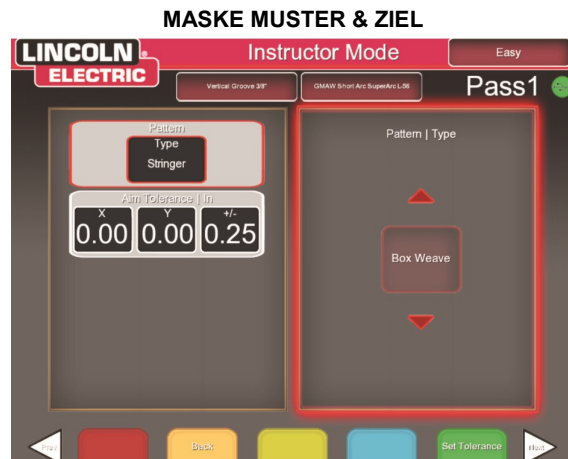 MASKE MUSTER & ZIEL
LINCOLN ®
ELECTRIC
Instructor Mode
Easy
Vertical Groove 3/8"
GMAW Short Arc SuperArc L-56
Pass1
Pattern
Type
Stringer
Aim Tolerance | In
X
Y
+/-
0.00
0.00
0.25
Pattern | Type
Box Weave
Prev
Back
Set Tolerance
Next